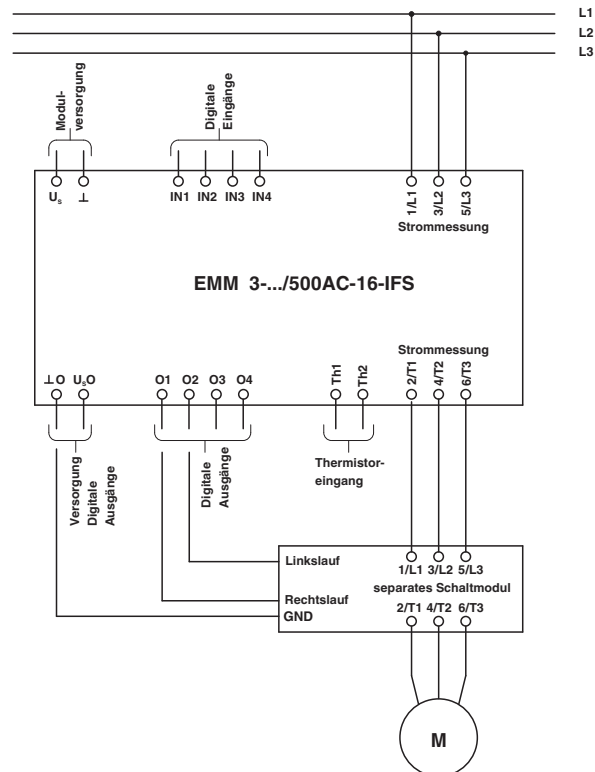 L1
L2
L3
Modul-
versorgung
Digitale
Eingänge
Us
⊥
IN1
IN2
IN3
IN4
1/L1
3/L2
5/L3
Strommessung
EMM 3-.../500AC-16-IFS
Strommessung
⊥O
UsO
O1
O2
O3
O4
Th1
Th2
2/T1
4/T2
6/T3
Versorgung
Digitale
Ausgänge
Digitale
Ausgänge
Thermistor-
eingang
Linkslauf
1/L1 3/L2 5/L3
separates Schaltmodul
Rechtslauf
2/T1 4/T2 6/T3
GND
M